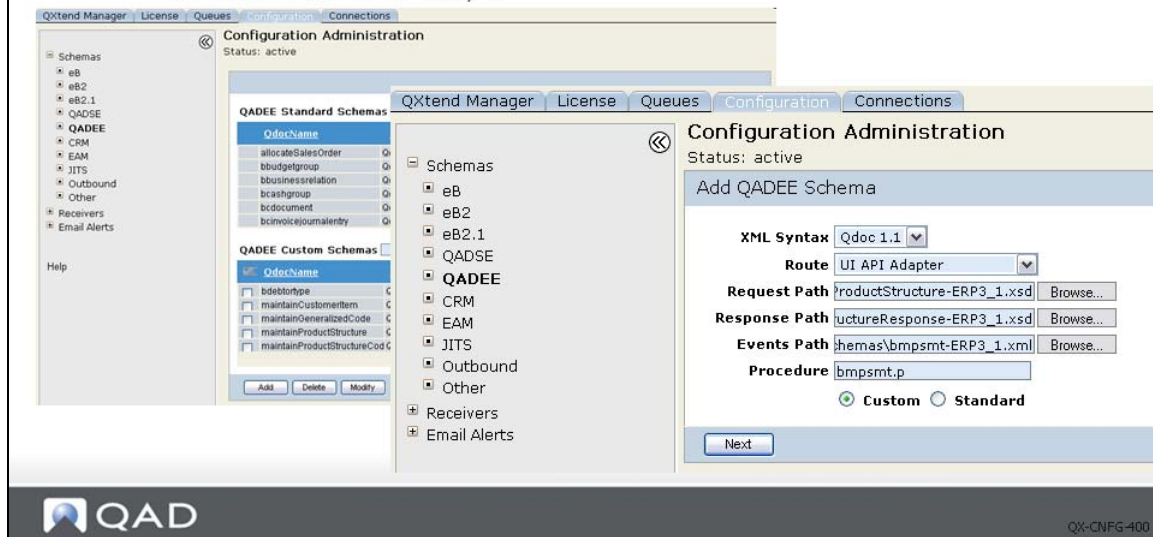 QXtend Manager License Queues Configuration Connections
Configuration Administration
Status: active
Schemas
eB
eB2
eB2.1
QADSE
QADEE
CRM
EAM
JITS
Outbound
Other
Receivers
Email Alerts
Help
QADEE Standard Schemas
QdocName
allocateSalesOrder
bbudgetgroup
bbusinessrelation
bcashgroup
bcdocument
bcinvoicejournalentry
QADEE Custom Schemas
QdocName
bdebtortype
maintainCustomerItem
maintainGeneralizedCode
maintainProductStructure
maintainProductStructureCod
Add Delete Modify
QXtend Manager License Queues Configuration Connections
Configuration Administration
Status: active
Schemas
eB
eB2
eB2.1
QADSE
QADEE
CRM
EAM
JITS
Outbound
Other
Receivers
Email Alerts
Add QADEE Schema
XML Syntax Qdoc 1.1
Route UI API Adapter
Request Path ProductStructure-ERP3_1.xsd Browse...
Response Path uctureResponse-ERP3_1.xsd Browse...
Events Path chemas\bmpsmt-ERP3_1.xml Browse...
Procedure bmpsmt.p
Custom Standard
Next
QAD
QX-CNFG-400